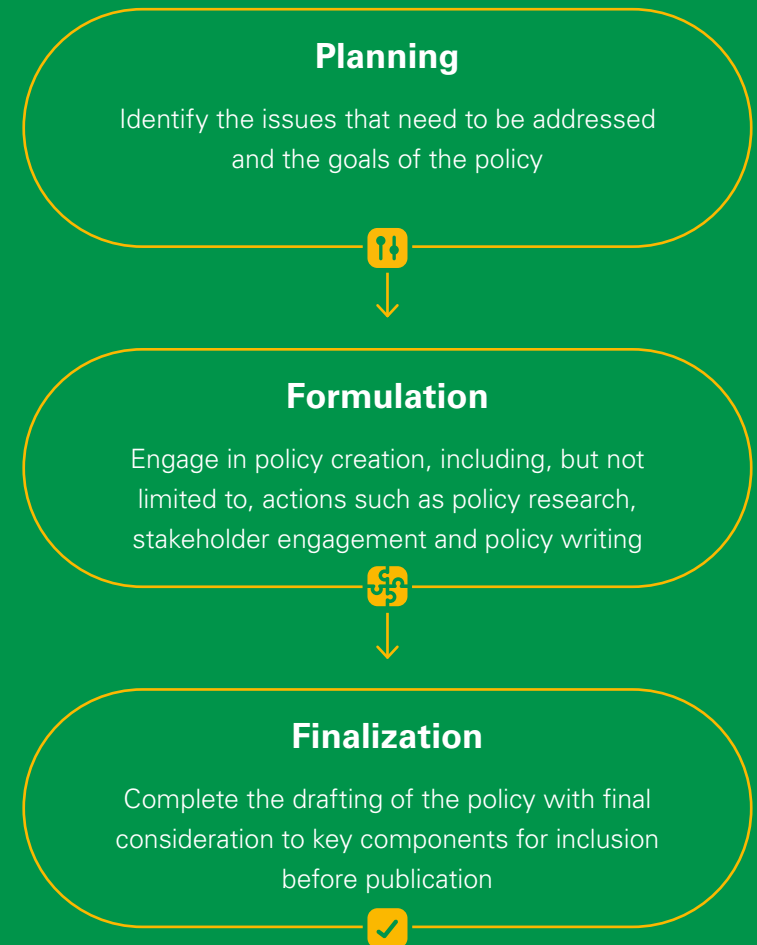 Planning
Identify the issues that need to be addressed
and the goals of the policy
Formulation
Engage in policy creation, including, but not
limited to, actions such as policy research,
stakeholder engagement and policy writing
Finalization
Complete the drafting of the policy with final
consideration to key components for inclusion
before publication